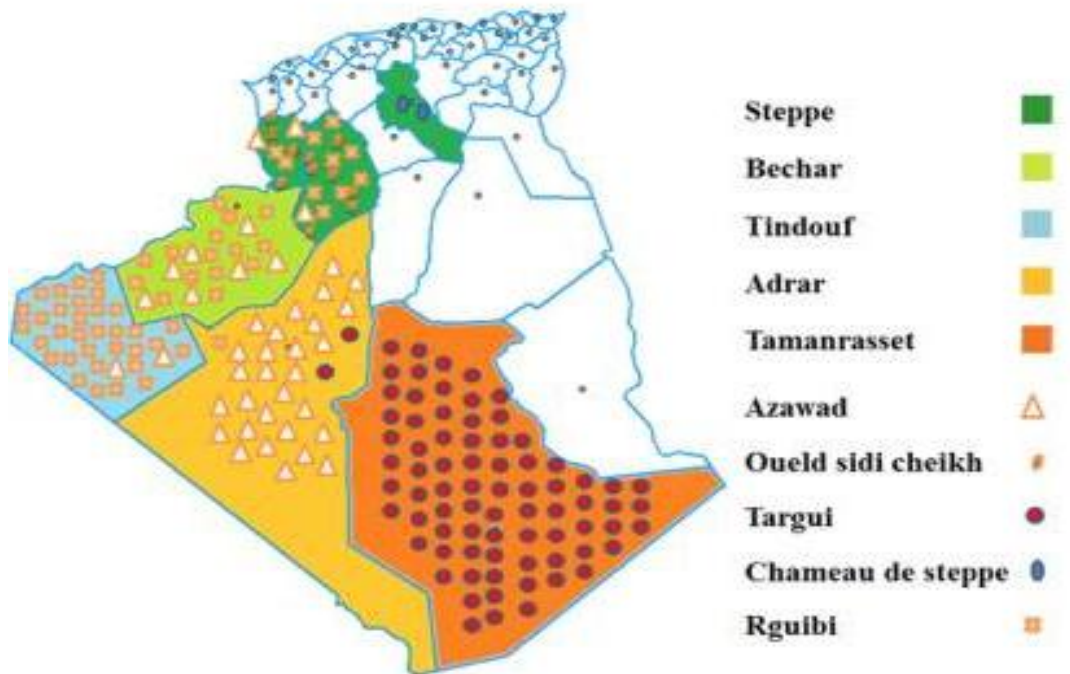 Steppe
Bechar
Tindouf
Adrar
Tamanrasset
Azawad
Oueld sidi cheikh
Targui
Chameau de steppe
Rguibi